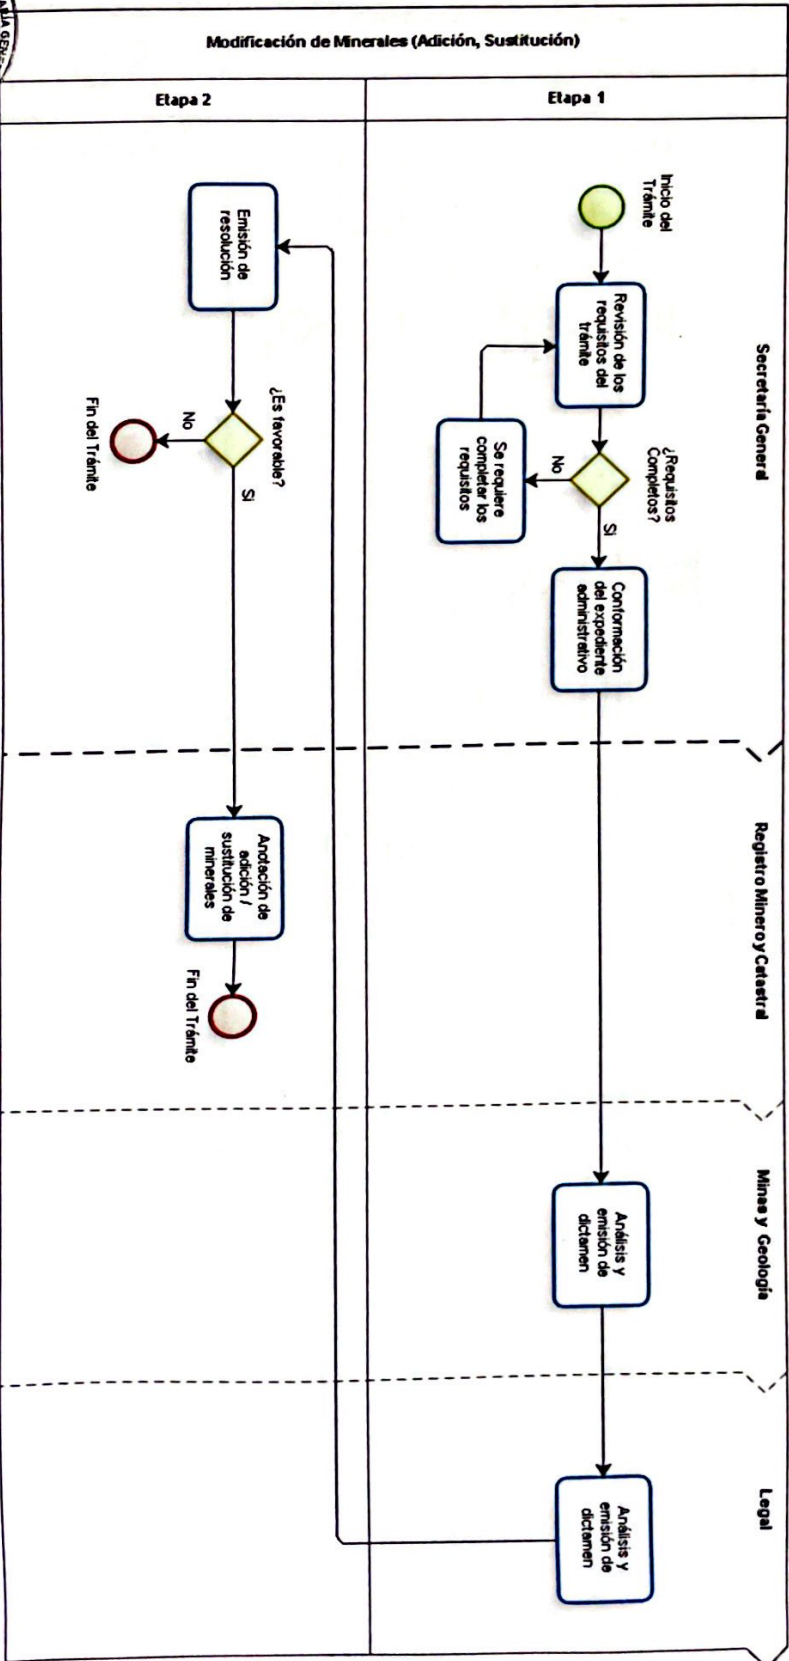 Modificación de Minerales (Adición, Sustitución)
Secretaría General
Registro Minero y Catastral
Minas y Geología
Legal
Etapa 1
Inicio del
Trámite
Revisión de los
requisitos del
trámite
¿Requisitos
Completos?
No
Si
Se requiere
completar los
requisitos
Conformación
del expediente
administrativo
Análisis y
emisión de
dictamen
Análisis y
emisión de
dictamen
Etapa 2
Emisión de
resolución
¿Es favorable?
No
Si
Fin del Trámite
Anotación de
adición /
sustitución de
minerales
Fin del Trámite